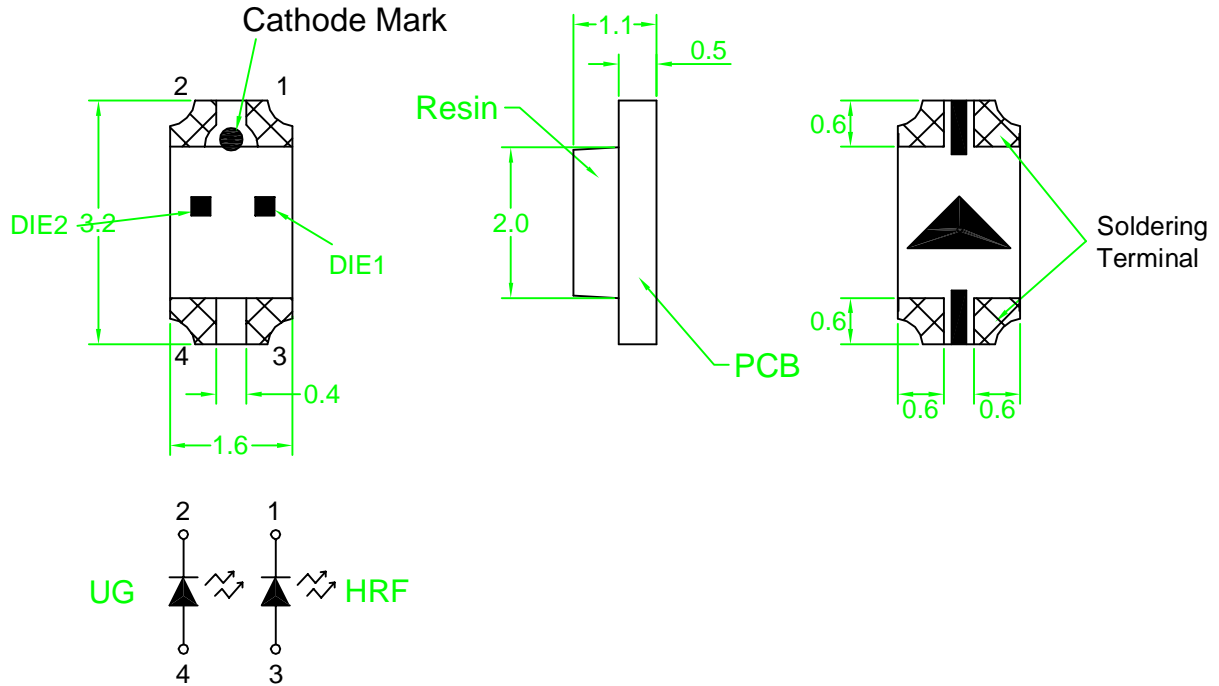 Cathode Mark
2
1
DIE2
3.2
DIE1
4
3
0.4
1.6
1.1
0.5
Resin
2.0
PCB
0.6
0.6
0.6
0.6
Soldering
Terminal
2
1
UG
HRF
4
3